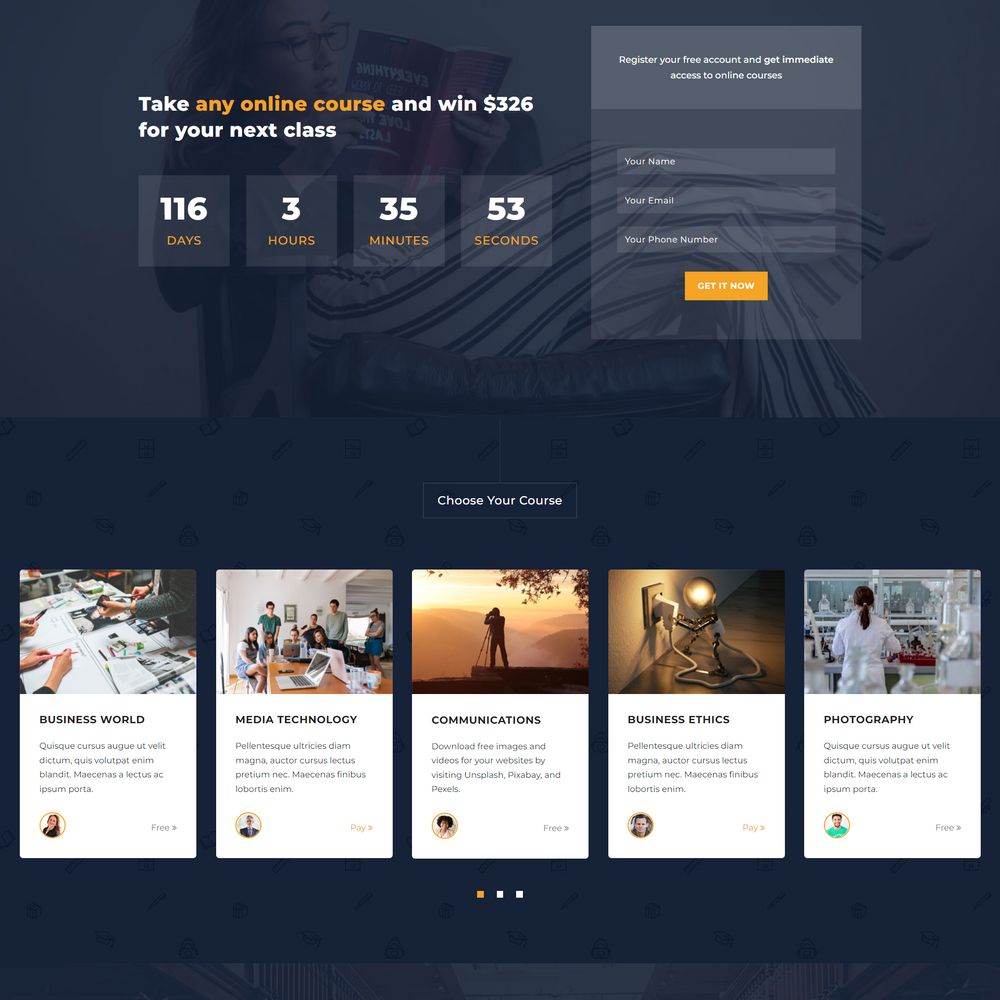 EVERYTHING
LOVE THE
LAST:
Take any online course and win $326
for your next class
116
3
35
53
DAYS
HOURS
MINUTES
SECONDS
Register your free account and get immediate
access to online courses
Your Name
Your Email
Your Phone Number
GET IT NOW
Choose Your Course
BUSINESS WORLD
Quisque cursus augue ut velit
dictum, quis volutpat enim
blandit. Maecenas a lectus ac
ipsum porta.
Free »
MEDIA TECHNOLOGY
Pellentesque ultricies diam
magna, auctor cursus lectus
pretium nec. Maecenas finibus
lobortis enim.
Pay »
COMMUNICATIONS
Download free images and
videos for your websites by
visiting Unsplash, Pixabay, and
Pexels.
Free »
BUSINESS ETHICS
Pellentesque ultricies diam
magna, auctor cursus lectus
pretium nec. Maecenas finibus
lobortis enim.
Pay »
PHOTOGRAPHY
Quisque cursus augue ut velit
dictum, quis volutpat enim
blandit. Maecenas a lectus ac
ipsum porta.
Free »